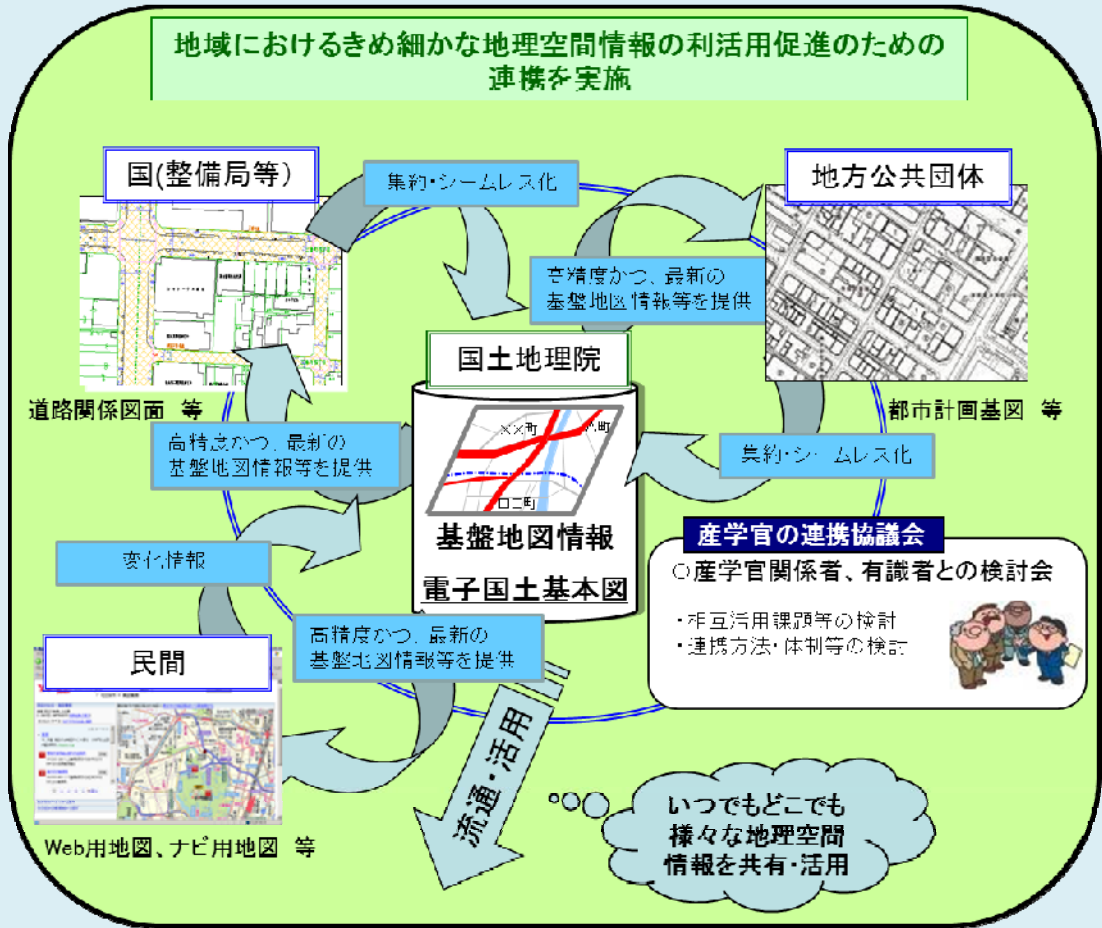 地域におけるきめ細かな地理空間情報の利活用促進のための
連携を実施
国(整備局等)
集約・シームレス化
地方公共団体
高精度かつ、最新の
基盤地図情報等を提供
国土地理院
道路関係図面 等
都市計画基図 等
××町
△町
高精度かつ、最新の
基盤地図情報等を提供
集約・シームレス化
口二町
基盤地図情報
電子国土基本図
産学官の連携協議会
○産学官関係者、有識者との検討会
・相互活用課題等の検討
・連携方法・体制等の検討
変化情報
高精度かつ、最新の
基盤地図情報等を提供
民間
流通・活用
Web用地図、ナビ用地図 等
いつでもどこでも
様々な地理空間
情報を共有・活用